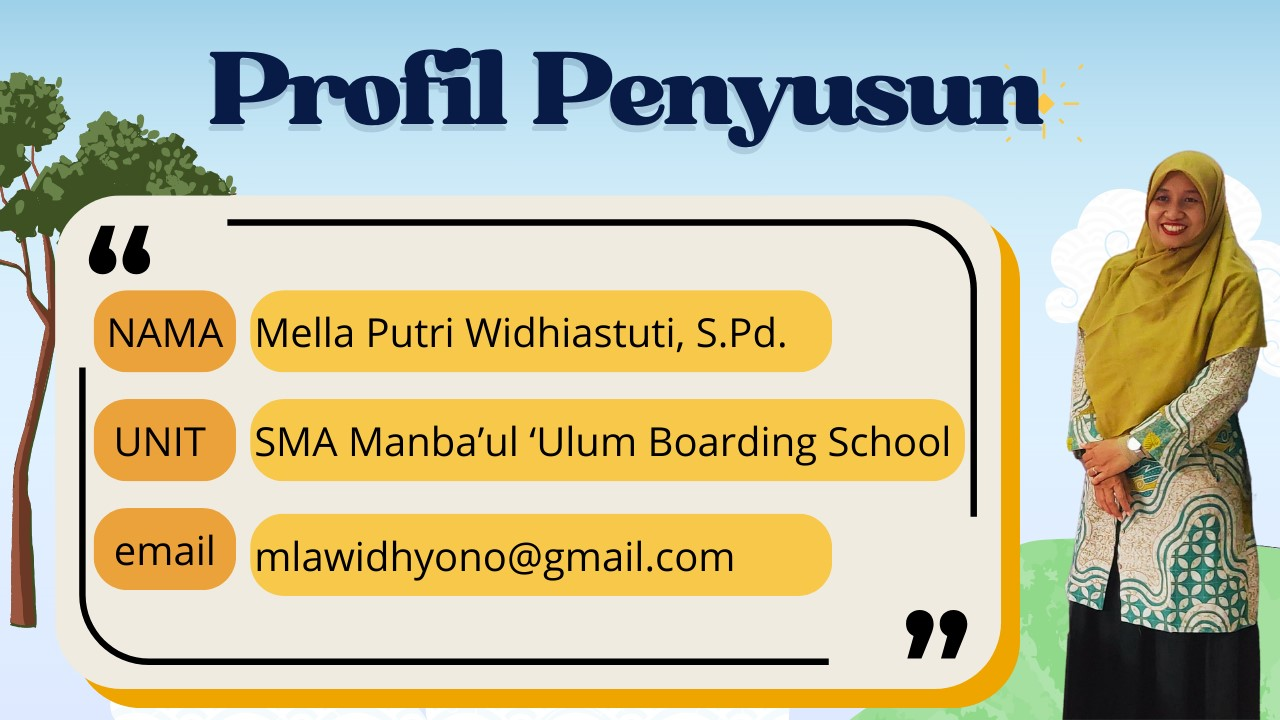 Profil Penyusun
“
NAMA Mella Putri Widhiastuti, S.Pd.
UNIT SMA Manba’ul ‘Ulum Boarding School
email mlawidhyono@gmail.com
”